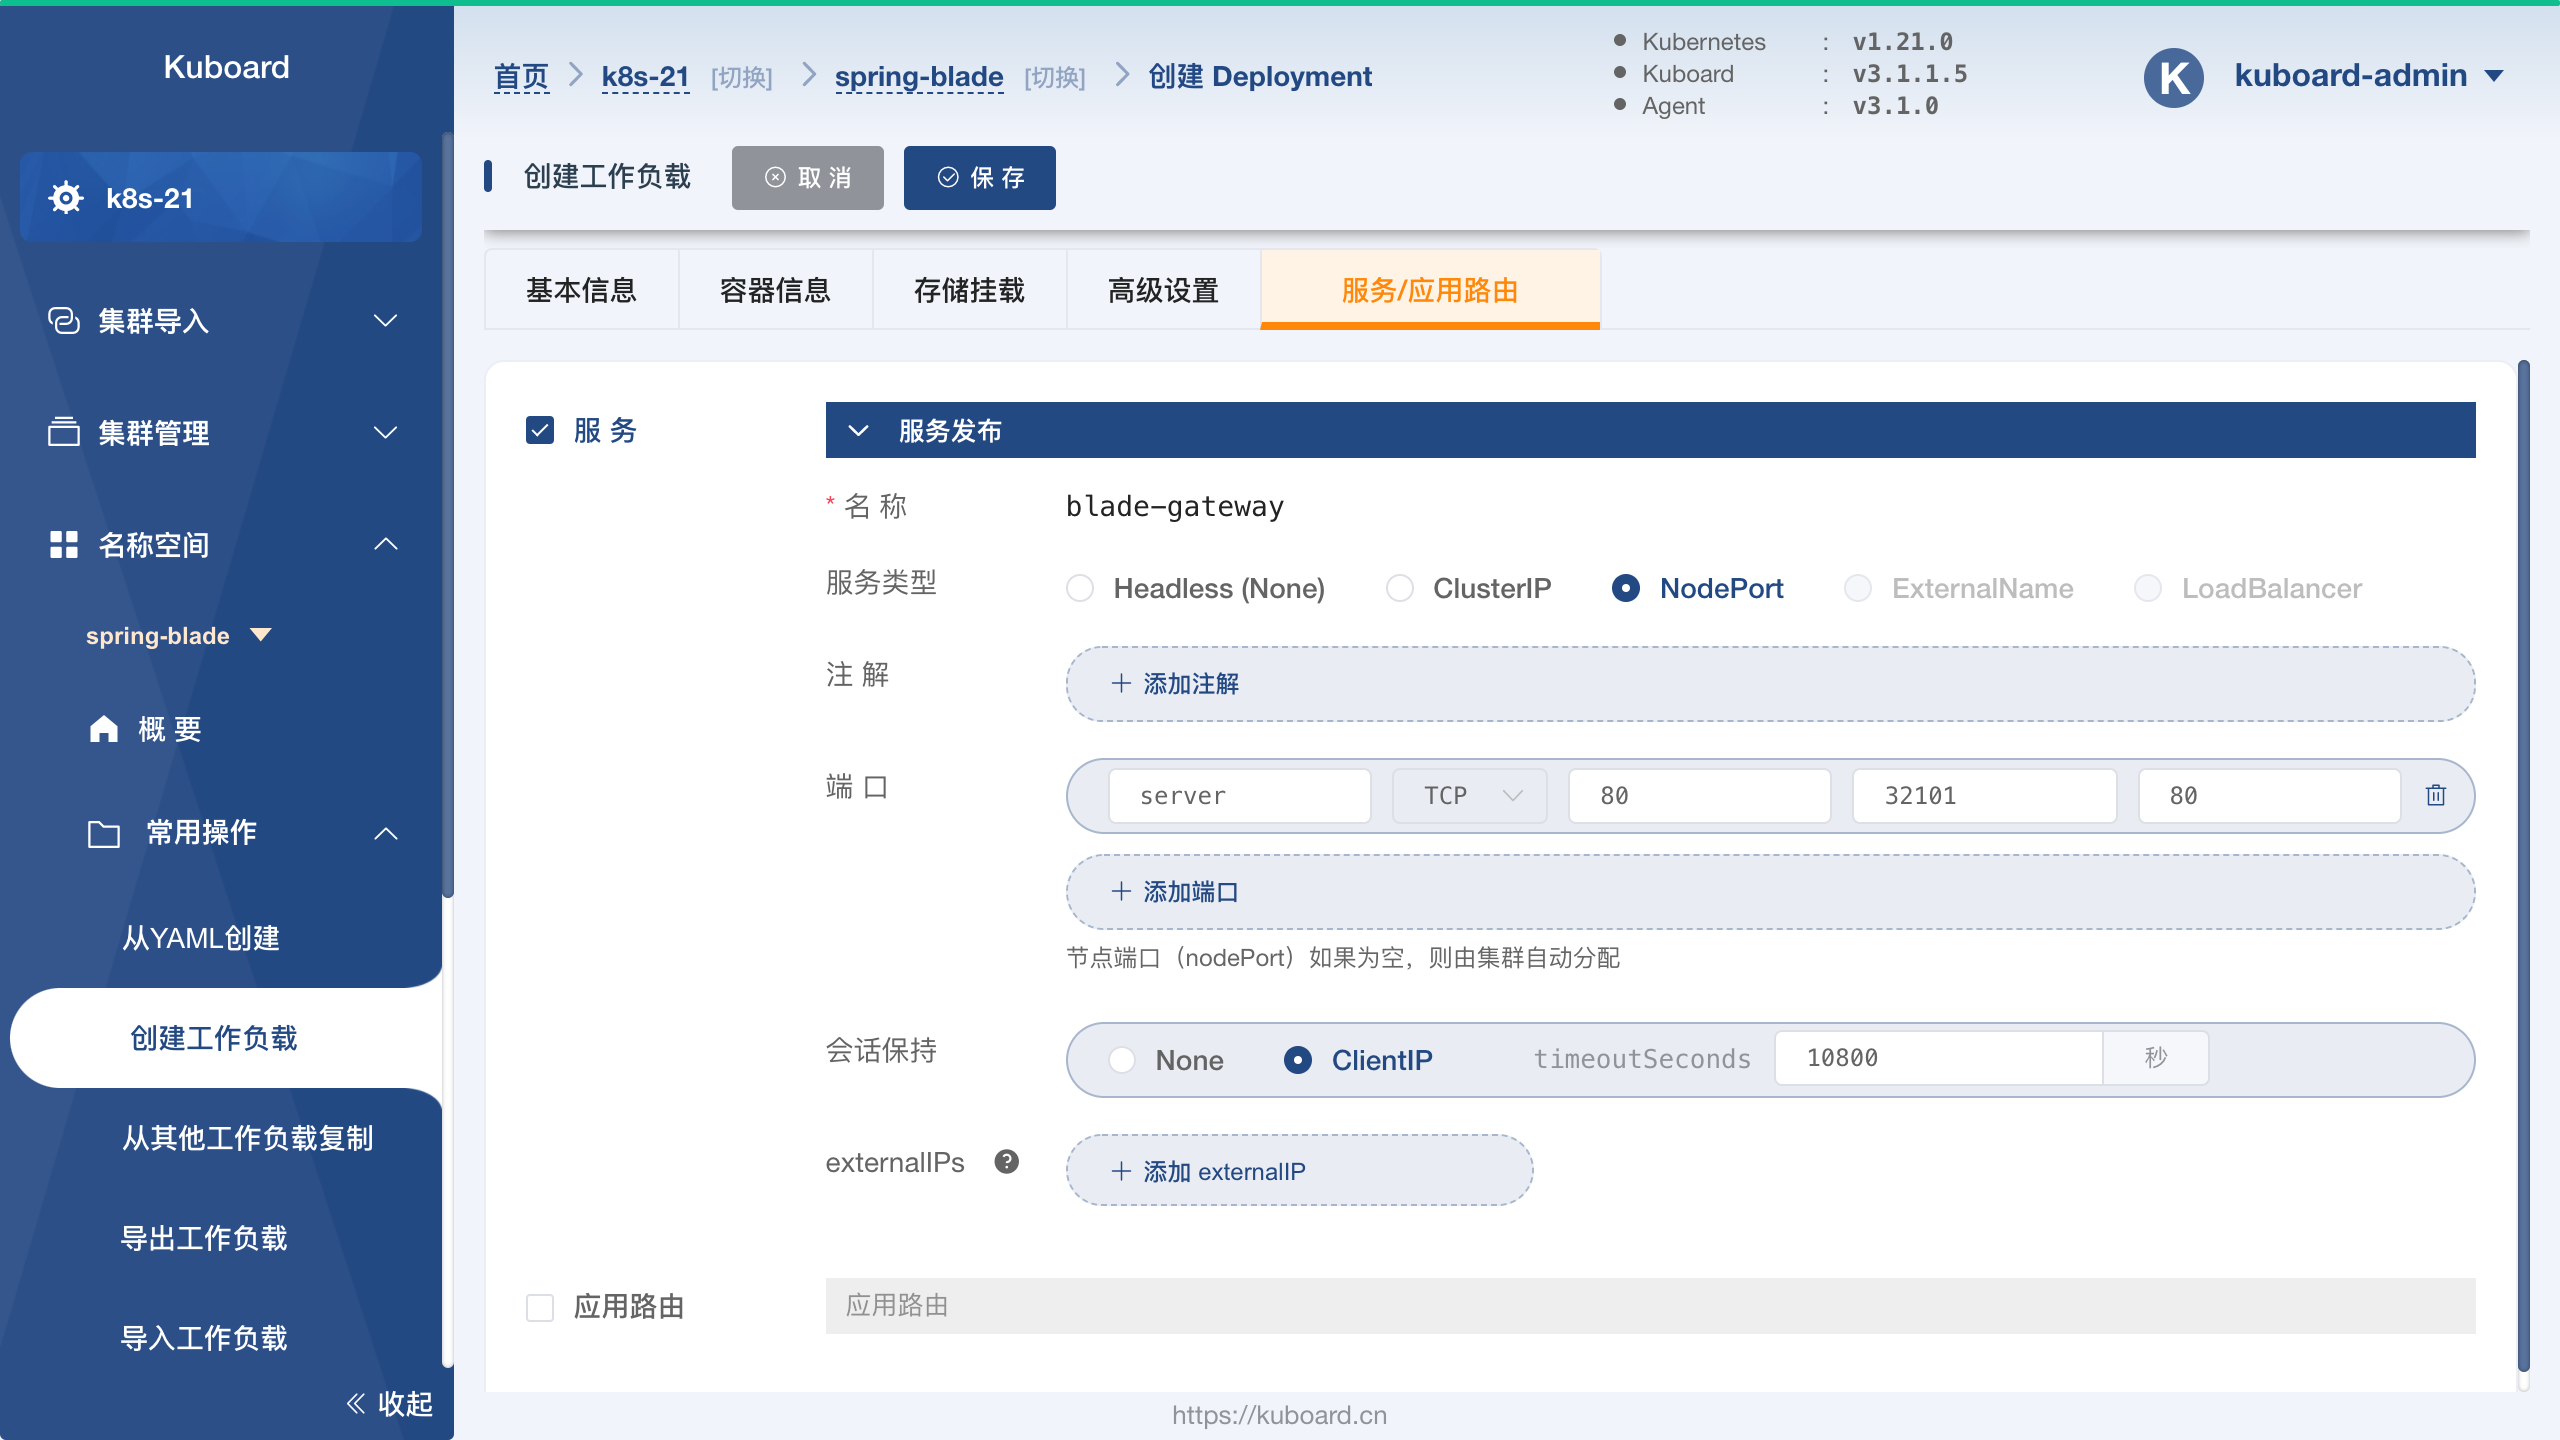 Kuboard
k8s-21
集群导入
集群管理
名称空间
spring-blade
概 要
常用操作
从YAML创建
创建工作负载
从其他工作负载复制
导出工作负载
导入工作负载
收起
首页 k8s-21 [切换] spring-blade [切换] 创建 Deployment
Kubernetes : v1.21.0
Kuboard : v3.1.1.5
Agent : v3.1.0
K kuboard-admin
创建工作负载 取 消 保 存
基本信息 容器信息 存储挂载 高级设置 服务/应用路由
服 务 服务发布
* 名 称 blade-gateway
服务类型 Headless (None) ClusterIP NodePort ExternalName LoadBalancer
注 解 + 添加注解
端 口 server TCP 80 32101 80
+ 添加端口
节点端口（nodePort）如果为空，则由集群自动分配
会话保持 None ClientIP timeoutSeconds 10800 秒
externalIPs ? + 添加 externalIP
应用路由 应用路由
https://kuboard.cn